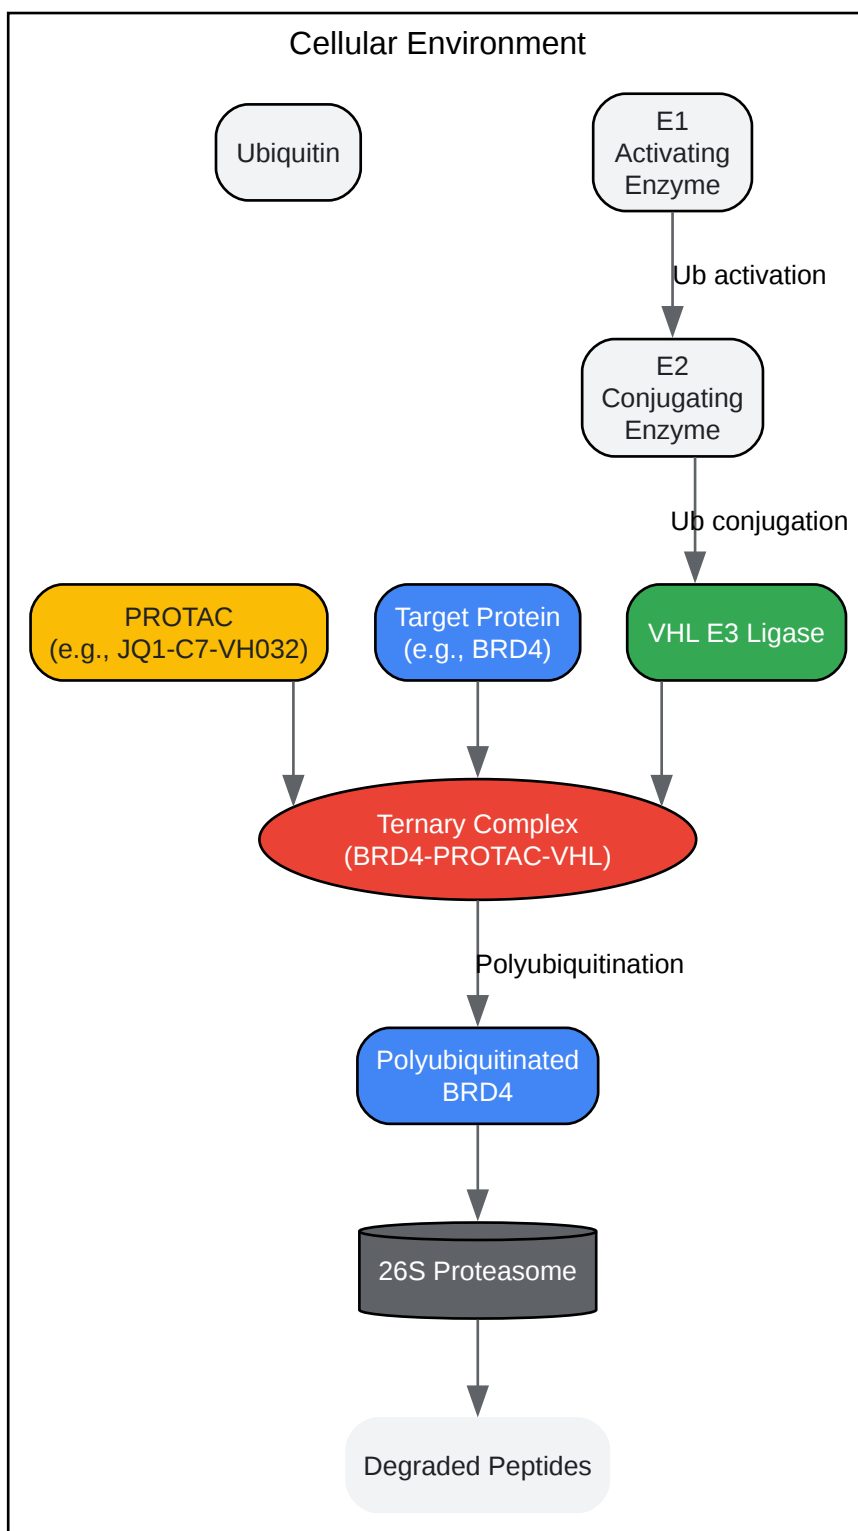 Cellular Environment
Ubiquitin
E1
Activating
Enzyme
Ub activation
E2
Conjugating
Enzyme
Ub conjugation
PROTAC
(e.g., JQ1-C7-VH032)
Target Protein
(e.g., BRD4)
VHL E3 Ligase
Ternary Complex
(BRD4-PROTAC-VHL)
Polyubiquitination
Polyubiquitinated
BRD4
26S Proteasome
Degraded Peptides